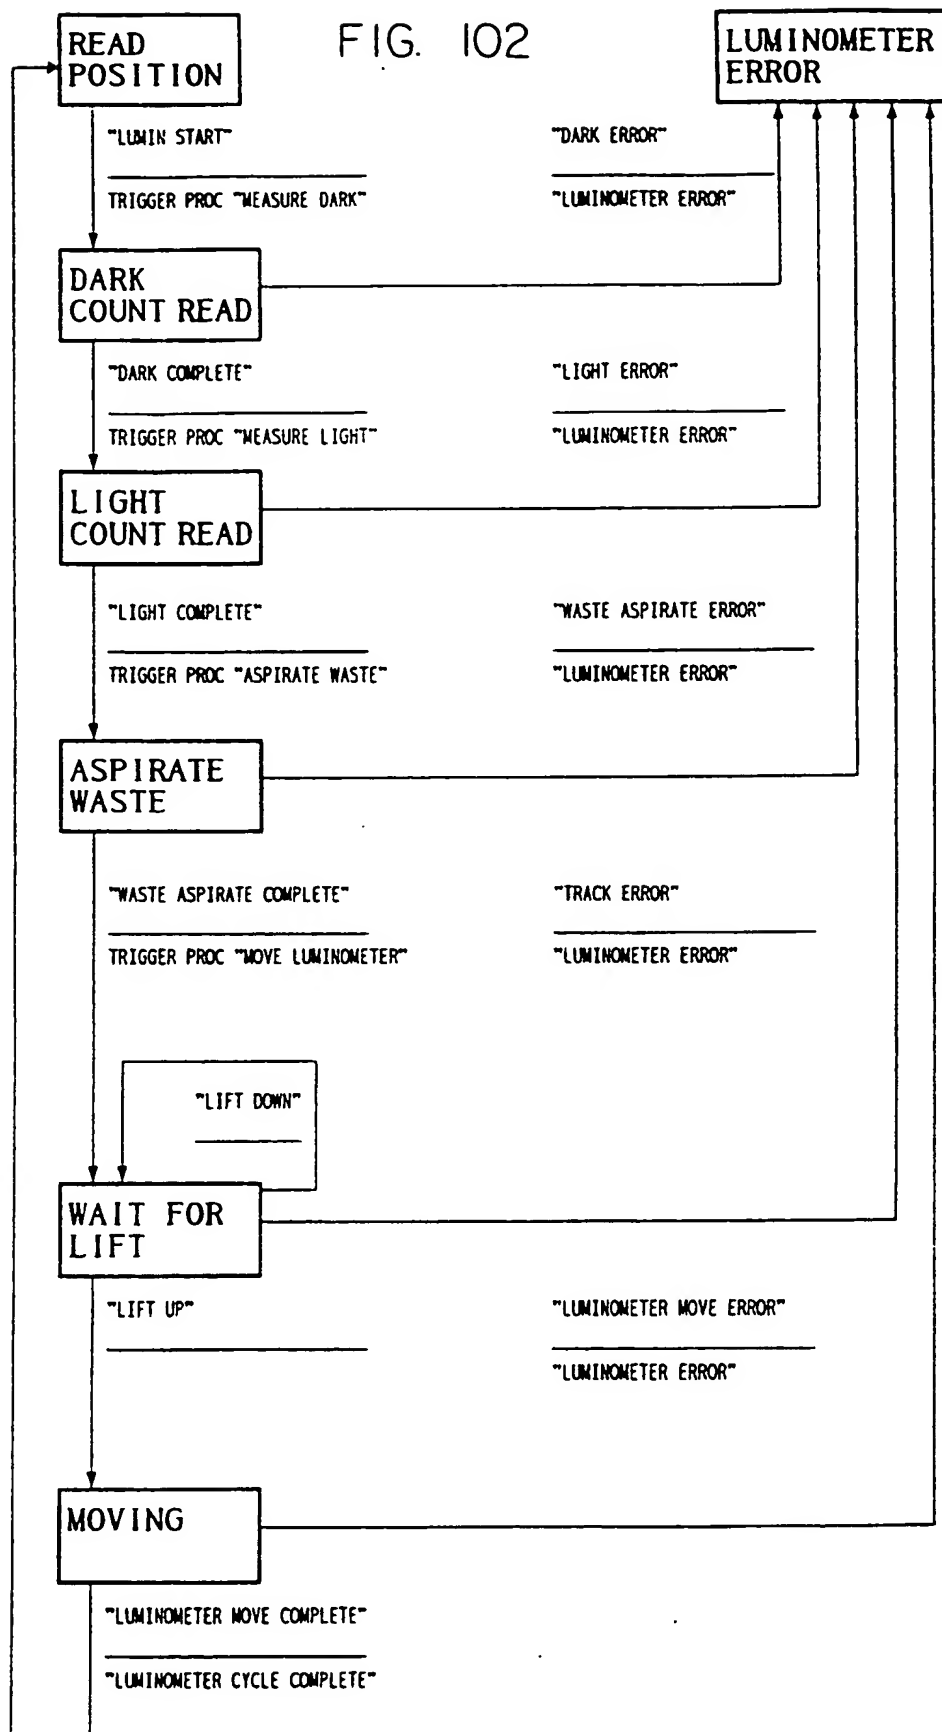 FIG. 102
READ
POSITION
LUMINOMETER
ERROR
"LUMIN START"
TRIGGER PROC "MEASURE DARK"
"DARK ERROR"
"LUMINOMETER ERROR"
DARK
COUNT READ
"DARK COMPLETE"
TRIGGER PROC "MEASURE LIGHT"
"LIGHT ERROR"
"LUMINOMETER ERROR"
LIGHT
COUNT READ
"LIGHT COMPLETE"
TRIGGER PROC "ASPIRATE WASTE"
"WASTE ASPIRATE ERROR"
"LUMINOMETER ERROR"
ASPIRATE
WASTE
"WASTE ASPIRATE COMPLETE"
TRIGGER PROC "MOVE LUMINOMETER"
"TRACK ERROR"
"LUMINOMETER ERROR"
"LIFT DOWN"
WAIT FOR
LIFT
"LIFT UP"
"LUMINOMETER MOVE ERROR"
"LUMINOMETER ERROR"
MOVING
"LUMINOMETER MOVE COMPLETE"
"LUMINOMETER CYCLE COMPLETE"